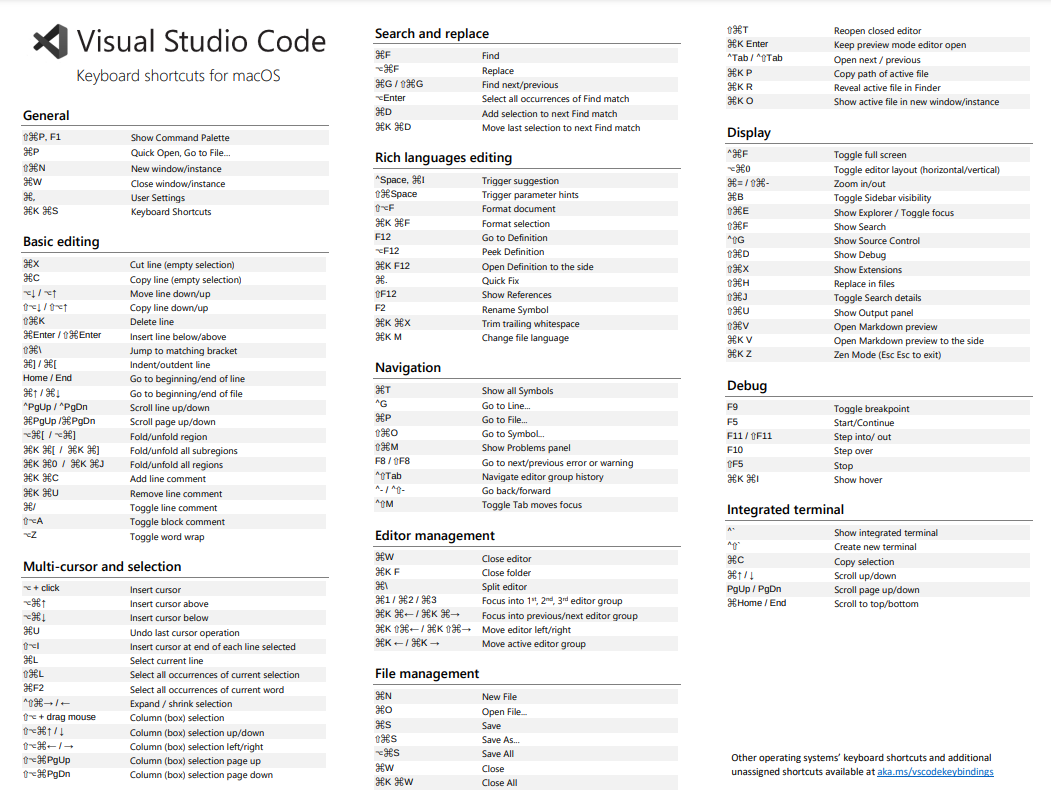 Visual Studio Code
Keyboard shortcuts for macOS
General
⇧⌘P, F1 Show Command Palette
⌘P Quick Open, Go to File…
⇧⌘N New window/instance
⌘W Close window/instance
⌘, User Settings
⌘K ⌘S Keyboard Shortcuts
Basic editing
⌘X Cut line (empty selection)
⌘C Copy line (empty selection)
⌥↓ / ⌥↑ Move line down/up
⇧⌥↓ / ⇧⌥↑ Copy line down/up
⇧⌘K Delete line
⌘Enter / ⇧⌘Enter Insert line below/above
⇧⌘\ Jump to matching bracket
⌘] / ⌘[ Indent/outdent line
Home / End Go to beginning/end of line
⌘↑ / ⌘↓ Go to beginning/end of file
^PgUp / ^PgDn Scroll line up/down
⌘PgUp /⌘PgDn Scroll page up/down
⌥⌘[ / ⌥⌘] Fold/unfold region
⌘K ⌘[ / ⌘K ⌘] Fold/unfold all subregions
⌘K ⌘0 / ⌘K ⌘J Fold/unfold all regions
⌘K ⌘C Add line comment
⌘K ⌘U Remove line comment
⌘/ Toggle line comment
⇧⌥A Toggle block comment
⌥Z Toggle word wrap
Multi-cursor and selection
⌥ + click Insert cursor
⌥⌘↑ Insert cursor above
⌥⌘↓ Insert cursor below
⌘U Undo last cursor operation
⇧⌥I Insert cursor at end of each line selected
⌘L Select current line
⇧⌘L Select all occurrences of current selection
⌘F2 Select all occurrences of current word
^⇧⌘→ / ← Expand / shrink selection
⇧⌥ + drag mouse Column (box) selection
⇧⌥⌘↑ / ↓ Column (box) selection up/down
⇧⌥⌘← / → Column (box) selection left/right
⇧⌥⌘PgUp Column (box) selection page up
⇧⌥⌘PgDn Column (box) selection page down
Search and replace
⌘F Find
⌥⌘F Replace
⌘G / ⇧⌘G Find next/previous
⌥Enter Select all occurrences of Find match
⌘D Add selection to next Find match
⌘K ⌘D Move last selection to next Find match
Rich languages editing
^Space, ⌘I Trigger suggestion
⇧⌘Space Trigger parameter hints
⇧⌥F Format document
⌘K ⌘F Format selection
F12 Go to Definition
⌥F12 Peek Definition
⌘K F12 Open Definition to the side
⌘. Quick Fix
⇧F12 Show References
F2 Rename Symbol
⌘K ⌘X Trim trailing whitespace
⌘K M Change file language
Navigation
⌘T Show all Symbols
^G Go to Line…
⌘P Go to File…
⇧⌘O Go to Symbol…
⇧⌘M Show Problems panel
F8 / ⇧F8 Go to next/previous error or warning
^⇧Tab Navigate editor group history
^- / ^⇧- Go back/forward
^⇧M Toggle Tab moves focus
Editor management
⌘W Close editor
⌘K F Close folder
⌘\ Split editor
⌘1 / ⌘2 / ⌘3 Focus into 1st, 2nd, 3rd editor group
⌘K ⌘← / ⌘K ⌘→ Focus into previous/next editor group
⌘K ⇧⌘← / ⌘K ⇧⌘→ Move editor left/right
⌘K ← / ⌘K → Move active editor group
File management
⌘N New File
⌘O Open File…
⌘S Save
⇧⌘S Save As…
⌥⌘S Save All
⌘W Close
⌘K ⌘W Close All
⇧⌘T Reopen closed editor
⌘K Enter Keep preview mode editor open
^Tab / ^⇧Tab Open next / previous
⌘K P Copy path of active file
⌘K R Reveal active file in Finder
⌘K O Show active file in new window/instance
Display
^⌘F Toggle full screen
⌥⌘0 Toggle editor layout (horizontal/vertical)
⌘= / ⇧⌘- Zoom in/out
⌘B Toggle Sidebar visibility
⇧⌘E Show Explorer / Toggle focus
⇧⌘F Show Search
^⇧G Show Source Control
⇧⌘D Show Debug
⇧⌘X Show Extensions
⇧⌘H Replace in files
⇧⌘J Toggle Search details
⇧⌘U Show Output panel
⇧⌘V Open Markdown preview
⌘K V Open Markdown preview to the side
⌘K Z Zen Mode (Esc Esc to exit)
Debug
F9 Toggle breakpoint
F5 Start/Continue
F11 / ⇧F11 Step into/ out
F10 Step over
⇧F5 Stop
⌘K ⌘I Show hover
Integrated terminal
^` Show integrated terminal
^⇧` Create new terminal
⌘C Copy selection
⌘↑ / ↓ Scroll up/down
PgUp / PgDn Scroll page up/down
⌘Home / End Scroll to top/bottom
Other operating systems’ keyboard shortcuts and additional
unassigned shortcuts available at aka.ms/vscodekeybindings